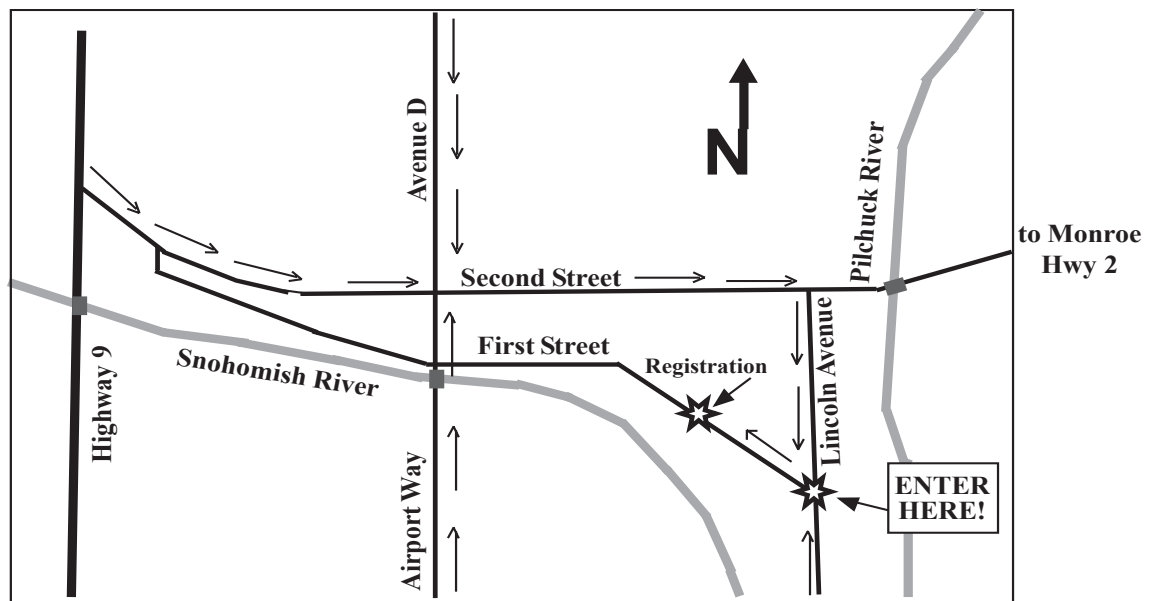 Avenue D
N
Pilchuck River
to Monroe
Hwy 2
Second Street
First Street
Registration
Lincoln Avenue
Snohomish River
Highway 9
Airport Way
ENTER
HERE!